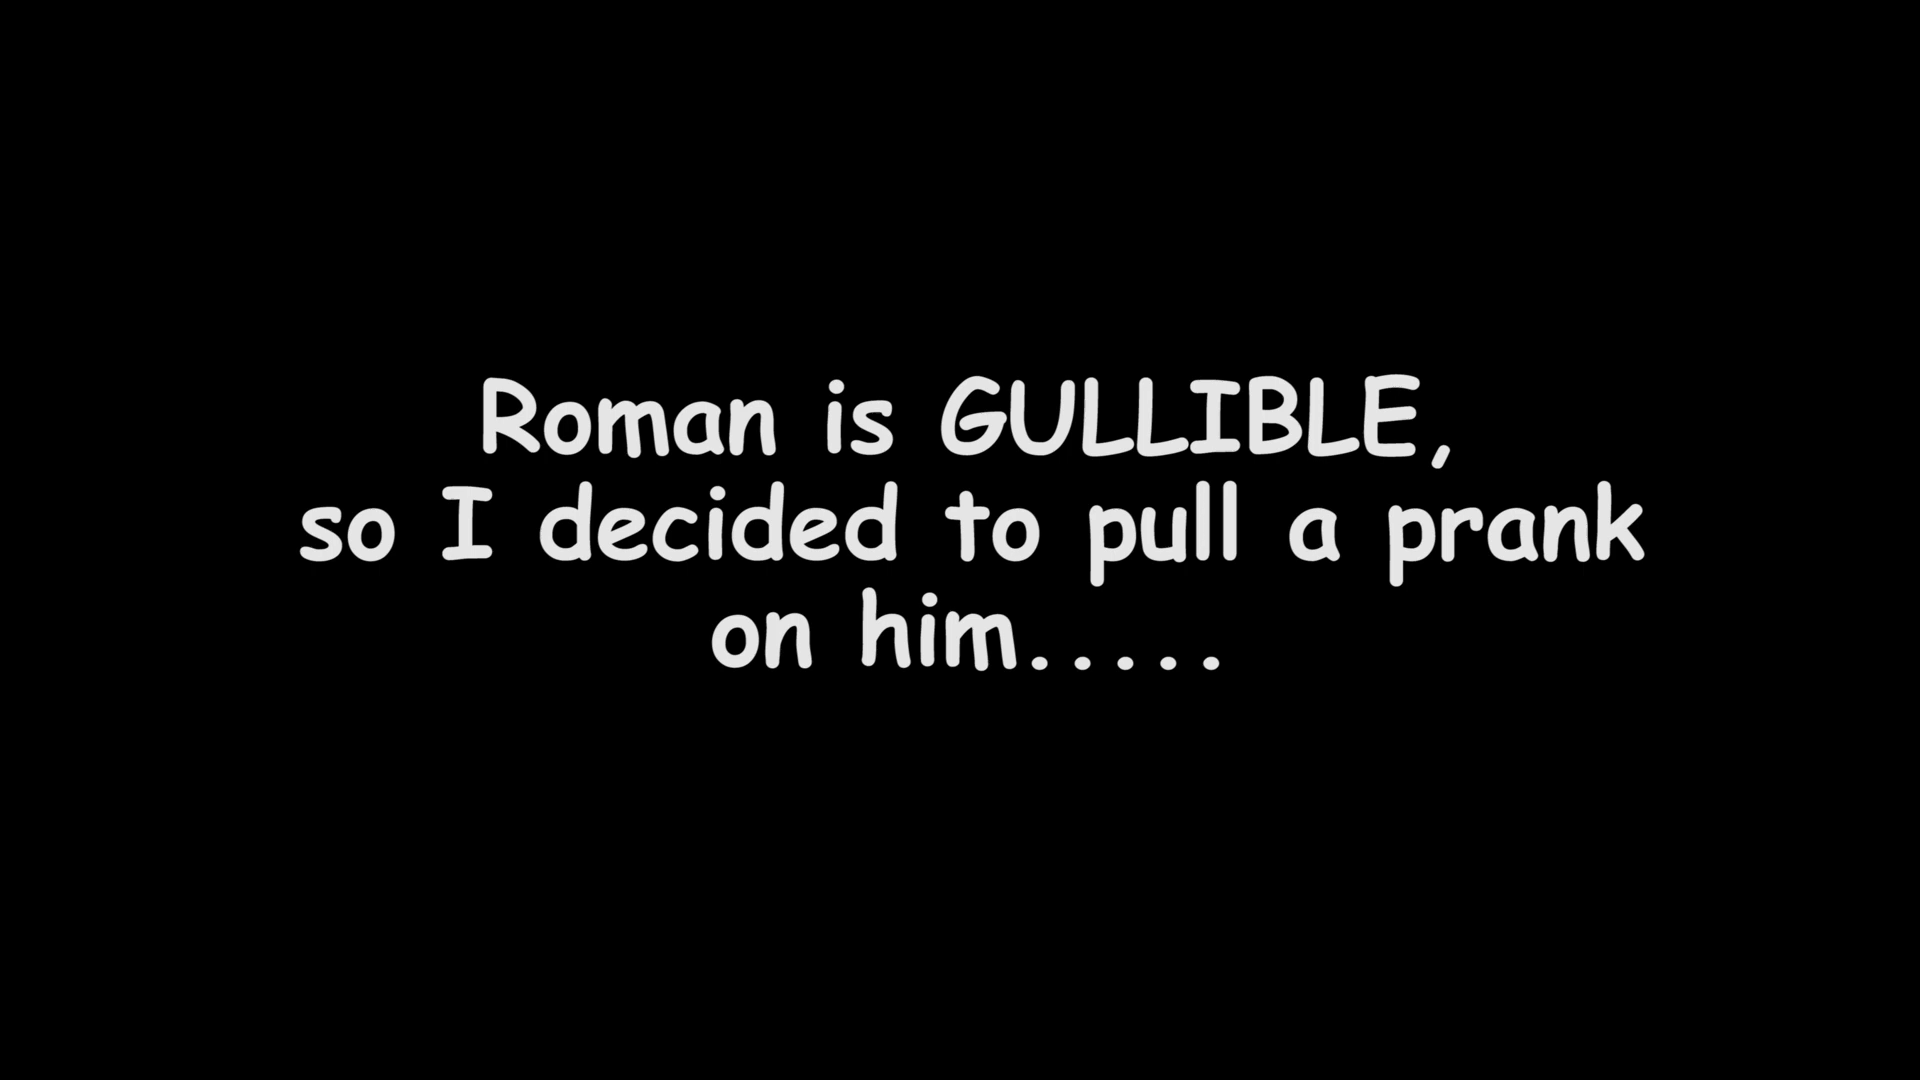 Roman is GULLIBLE,
so I decided to pull a prank
on him.....